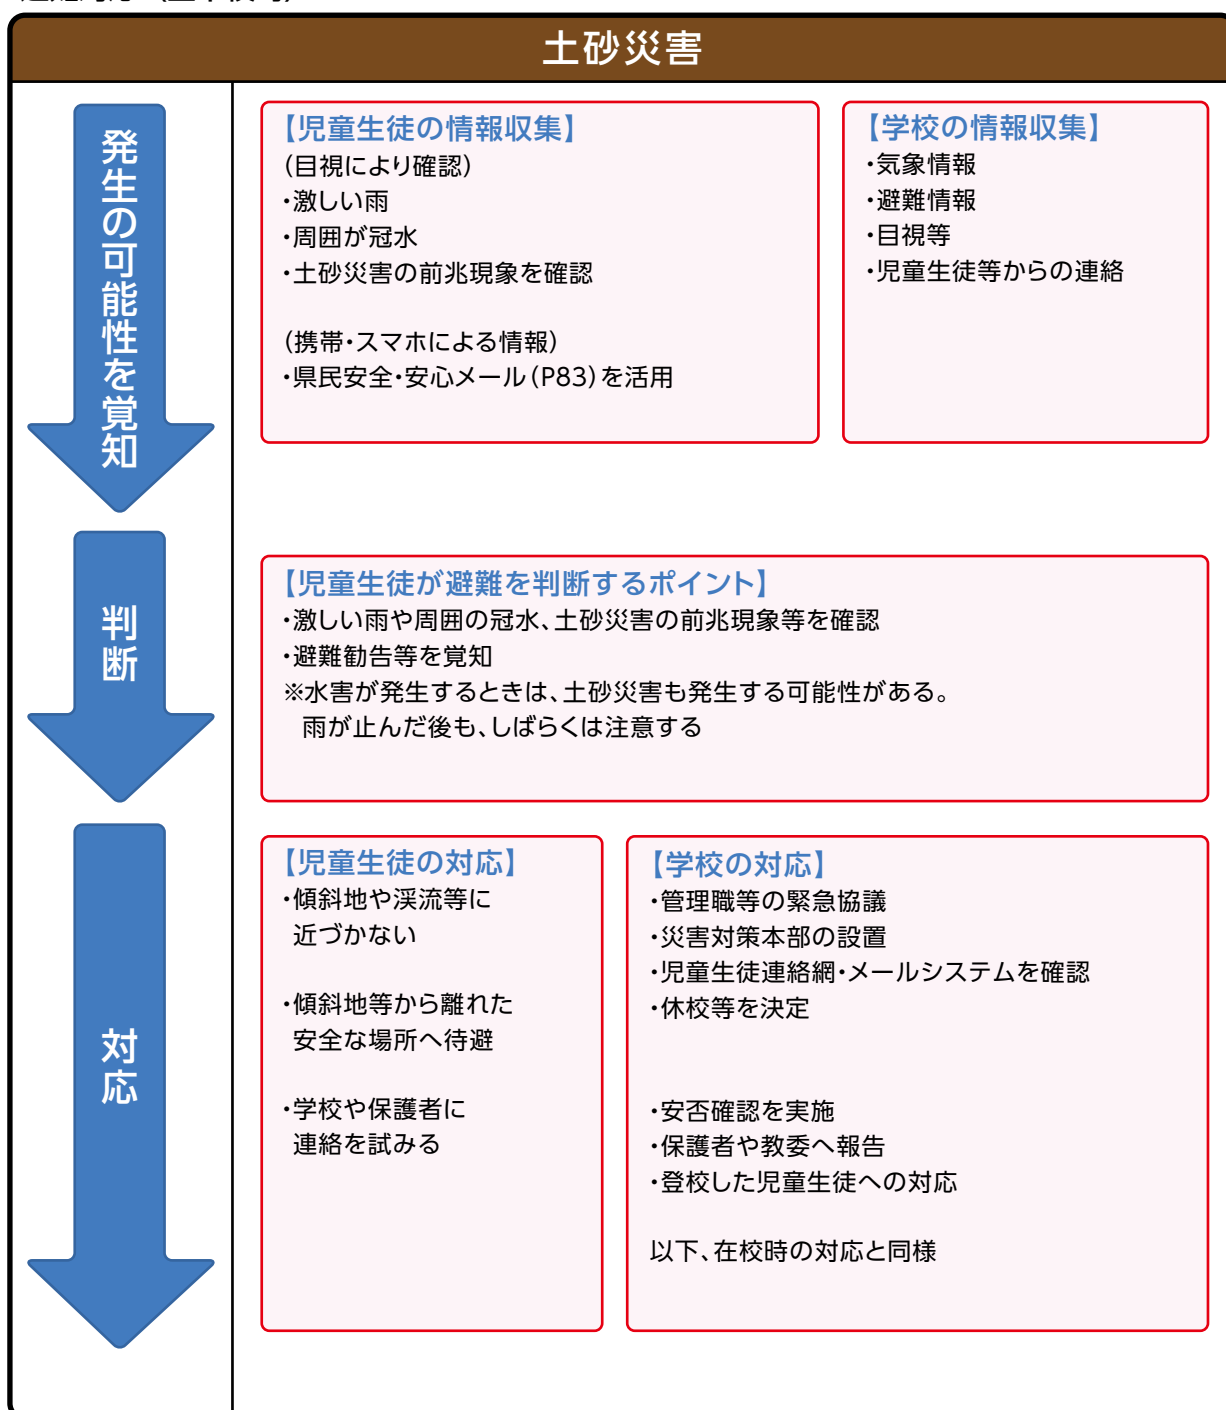 土砂災害
発生の可能性を覚知
【児童生徒の情報収集】
(目視により確認)
・激しい雨
・周囲が冠水
・土砂災害の前兆現象を確認
(携帯・スマホによる情報)
・県民安全・安心メール(P83)を活用
【学校の情報収集】
・気象情報
・避難情報
・目視等
・児童生徒等からの連絡
判断
【児童生徒が避難を判断するポイント】
・激しい雨や周囲の冠水、土砂災害の前兆現象等を確認
・避難勧告等を覚知
※水害が発生するときは、土砂災害も発生する可能性がある。
雨が止んだ後も、しばらくは注意する
対応
【児童生徒の対応】
・傾斜地や渓流等に
近づかない
・傾斜地等から離れた
安全な場所へ待避
・学校や保護者に
連絡を試みる
【学校の対応】
・管理職等の緊急協議
・災害対策本部の設置
・児童生徒連絡網・メールシステムを確認
・休校等を決定
・安否確認を実施
・保護者や教委へ報告
・登校した児童生徒への対応
以下、在校時の対応と同様